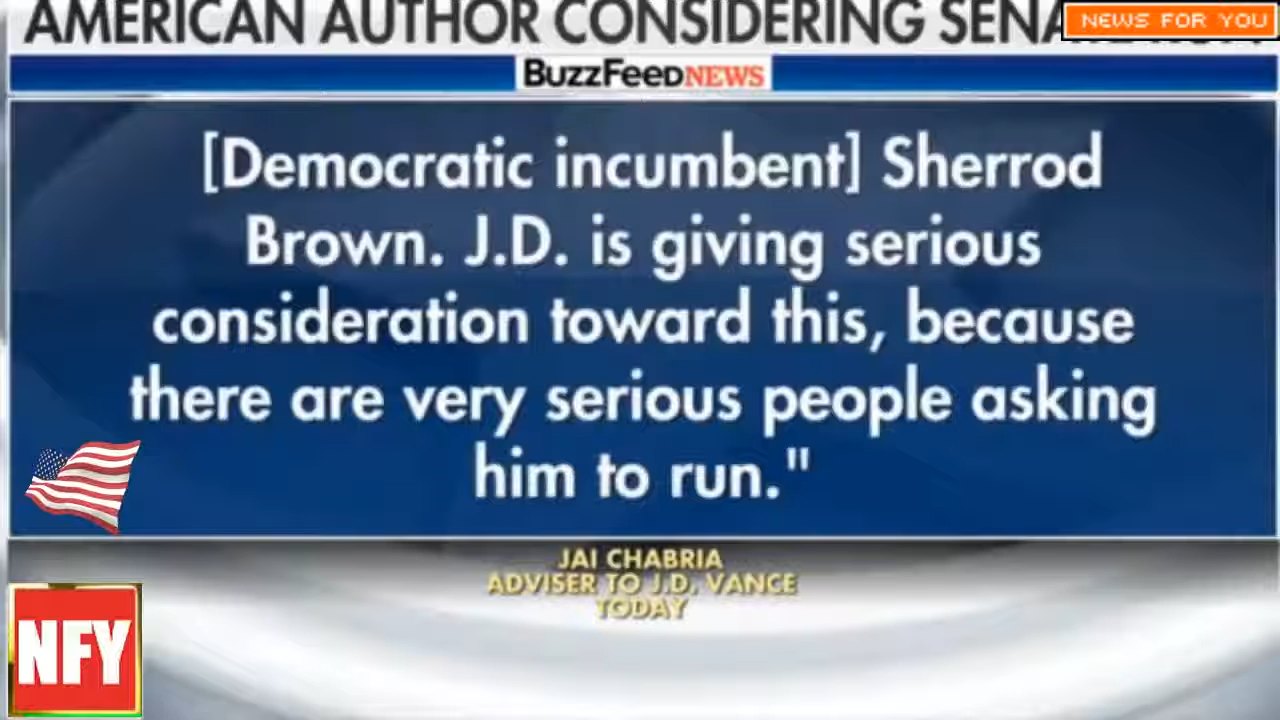 AMERICAN AUTHOR CONSIDERING
NEWS FOR YOU
BUZZFEED NEWS
[Democratic incumbent] Sherrod
Brown. J.D. is giving serious
consideration toward this, because
there are very serious people asking
him to run."
JAI CHABRIA
ADVISER TO J.D. VANCE
TODAY
NFY